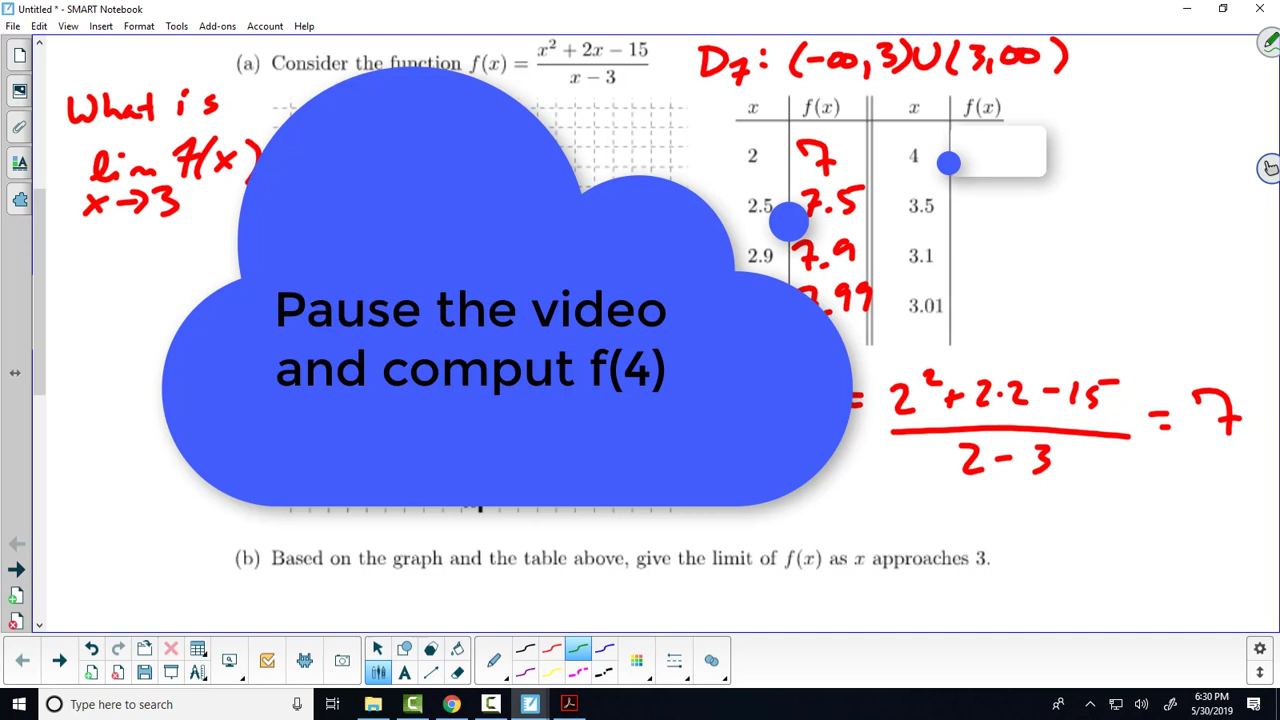 Untitled * - SMART Notebook
File Edit View Insert Format Tools Add-ons Account Help
(a) Consider the function f(x) = (x² + 2x − 15)/(x − 3)
D_f: (-∞, 3)∪(3, ∞)
What is
lim f(x)
x→3
x f(x) x f(x)
2 7 4
2.5 7.5 3.5
2.9 7.9 3.1
.99 3.01
Pause the video
and comput f(4)
= (2² + 2·2 − 15)/(2 − 3) = 7
(b) Based on the graph and the table above, give the limit of f(x) as x approaches 3.
Type here to search
6:30 PM
5/30/2019